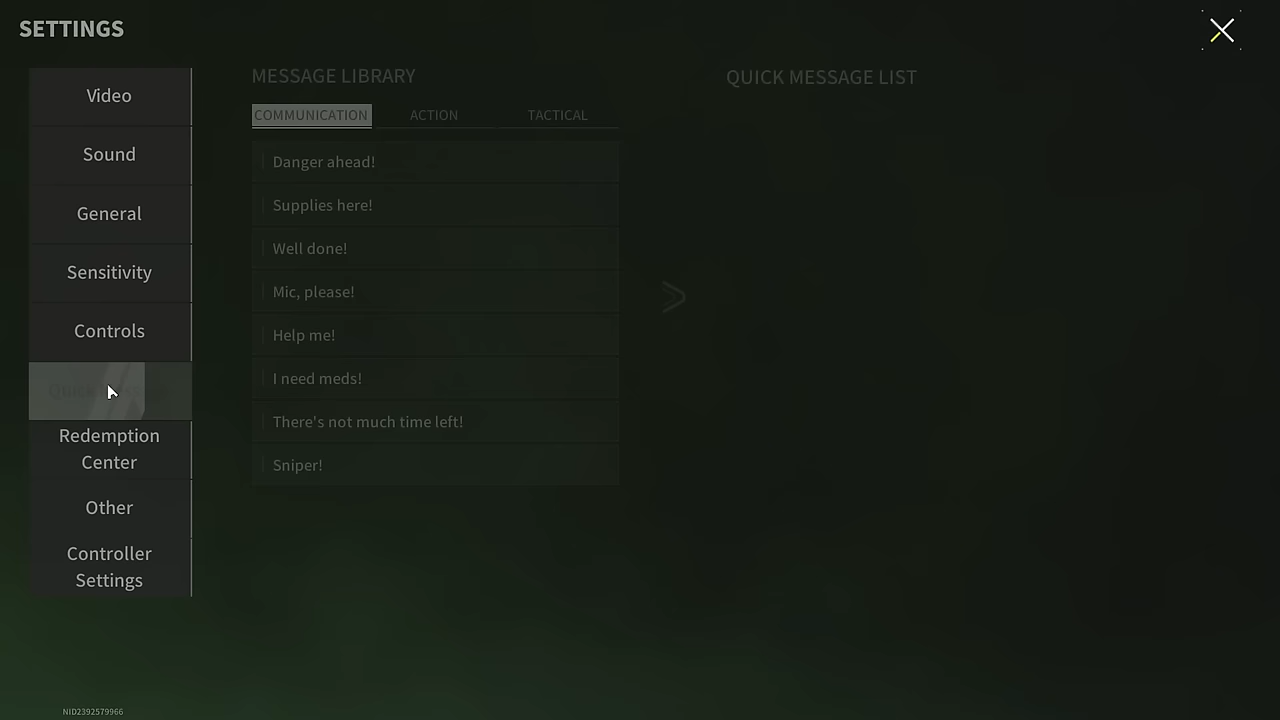 SETTINGS
Video
Sound
General
Sensitivity
Controls
Quick
Redemption
Center
Other
Controller
Settings
MESSAGE LIBRARY
COMMUNICATION
ACTION
TACTICAL
Danger ahead!
Supplies here!
Well done!
Mic, please!
Help me!
I need meds!
There's not much time left!
Sniper!
QUICK MESSAGE LIST
NID2392579966